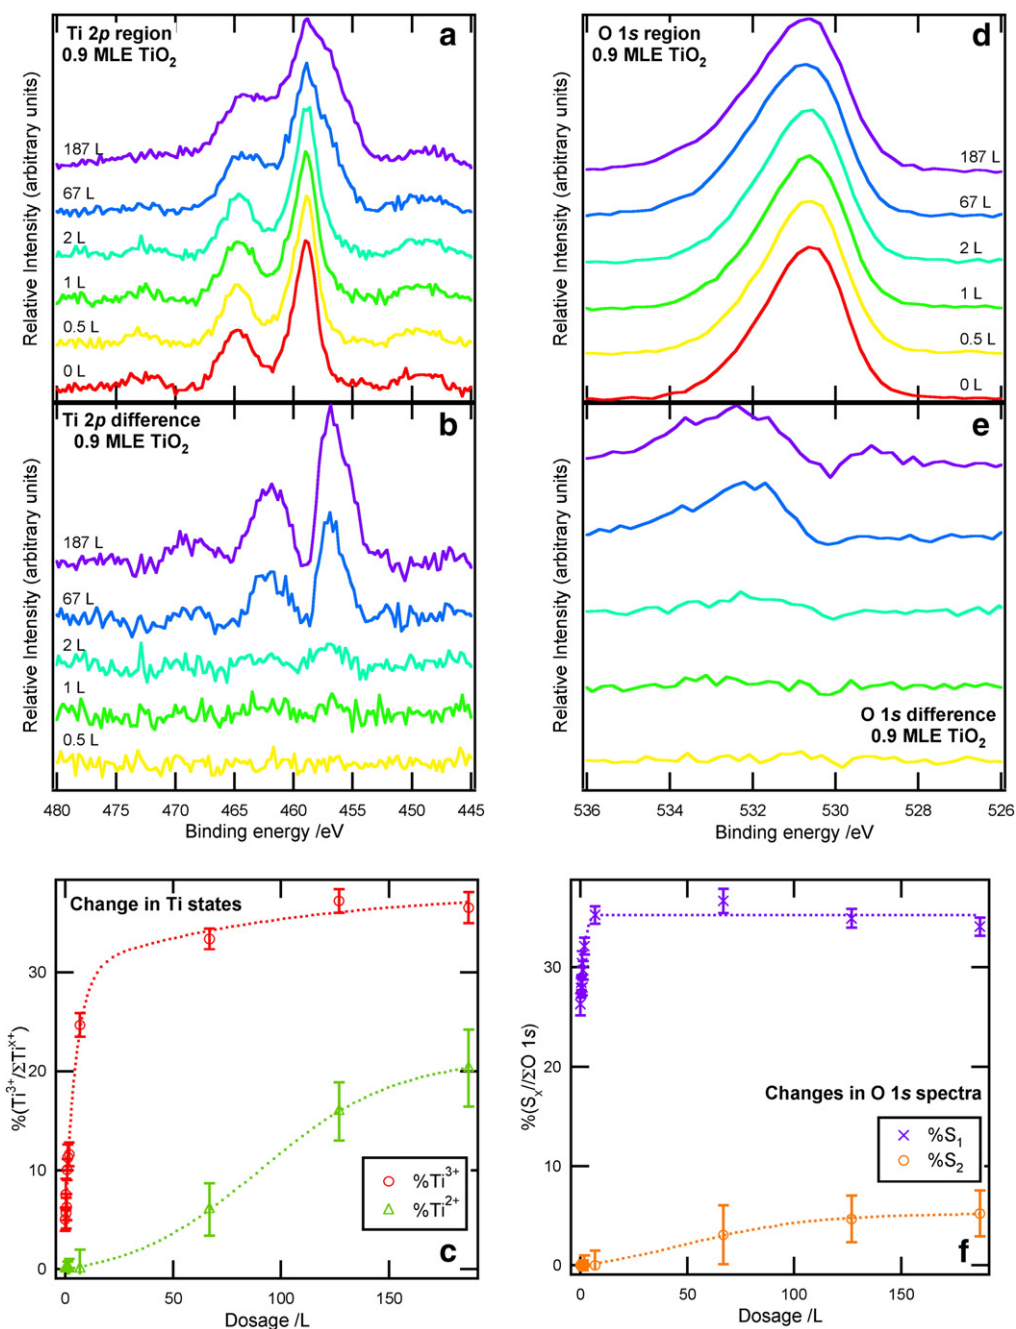 Ti 2p region
0.9 MLE TiO₂
a
187 L
67 L
2 L
1 L
0.5 L
0 L
Relative Intensity (arbitrary units)
Ti 2p difference
0.9 MLE TiO₂
b
187 L
67 L
2 L
1 L
0.5 L
Relative Intensity (arbitrary units)
480 475 470 465 460 455 450 445
Binding energy /eV
O 1s region
0.9 MLE TiO₂
d
187 L
67 L
2 L
1 L
0.5 L
0 L
Relative Intensity (arbitrary units)
e
O 1s difference
0.9 MLE TiO₂
Relative Intensity (arbitrary units)
536 534 532 530 528 526
Binding energy /eV
Change in Ti states
30
20
10
0
%(Ti³⁺/ΣTiˣ⁺)
%Ti³⁺
%Ti²⁺
c
0 50 100 150
Dosage /L
30
20
10
0
%(Sₓ//ΣO 1s)
Changes in O 1s spectra
%S₁
%S₂
f
0 50 100 150
Dosage /L